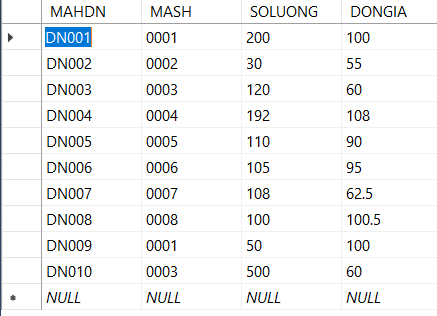 MAHDN MASH SOLUONG DONGIA
DN001 0001 200 100
DN002 0002 30 55
DN003 0003 120 60
DN004 0004 192 108
DN005 0005 110 90
DN006 0006 105 95
DN007 0007 108 62.5
DN008 0008 100 100.5
DN009 0001 50 100
DN010 0003 500 60
NULL NULL NULL NULL